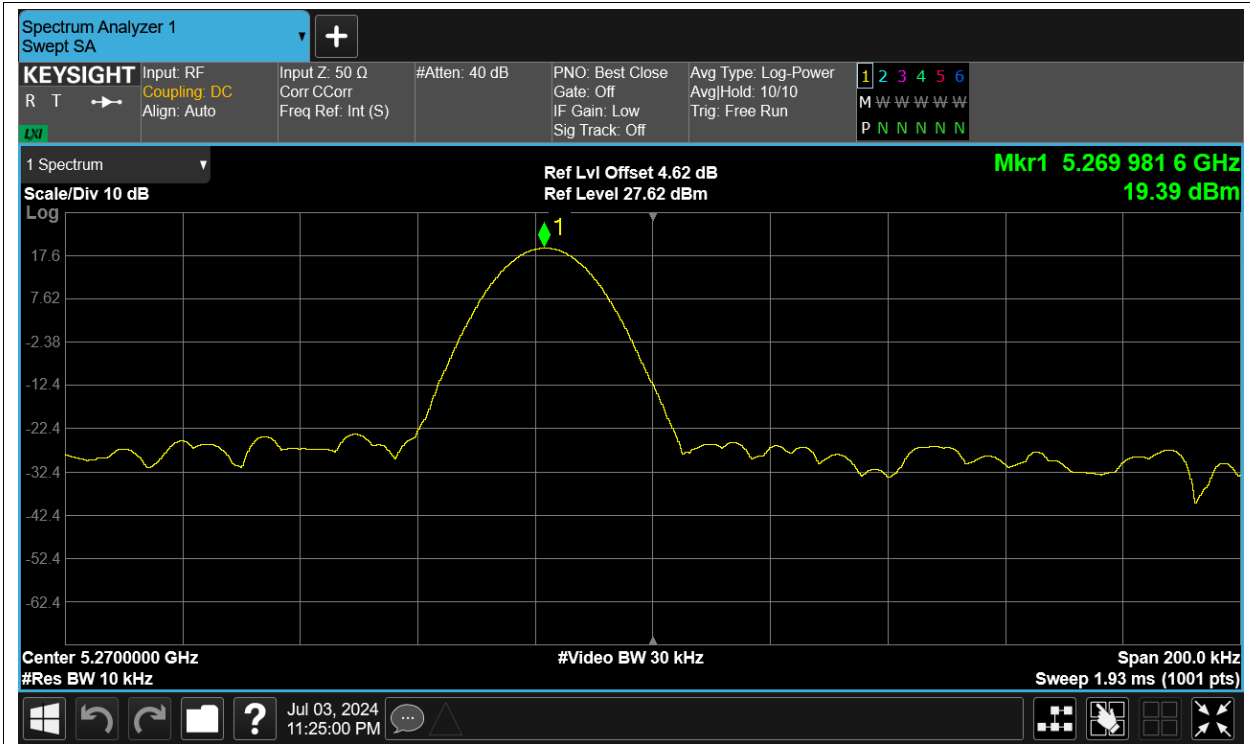 Spectrum Analyzer 1
Swept SA
KEYSIGHT
R T
LXI
Input: RF
Coupling: DC
Align: Auto
Input Z: 50 Ω
Corr CCorr
Freq Ref: Int (S)
#Atten: 40 dB
PNO: Best Close
Gate: Off
IF Gain: Low
Sig Track: Off
Avg Type: Log-Power
Avg|Hold: 10/10
Trig: Free Run
1 2 3 4 5 6
M W W W W W
P N N N N N
1 Spectrum
Scale/Div 10 dB
Log
Ref Lvl Offset 4.62 dB
Ref Level 27.62 dBm
Mkr1 5.269 981 6 GHz
19.39 dBm
1
17.6
7.62
-2.38
-12.4
-22.4
-32.4
-42.4
-52.4
-62.4
Center 5.2700000 GHz
#Res BW 10 kHz
#Video BW 30 kHz
Span 200.0 kHz
Sweep 1.93 ms (1001 pts)
?
Jul 03, 2024
11:25:00 PM